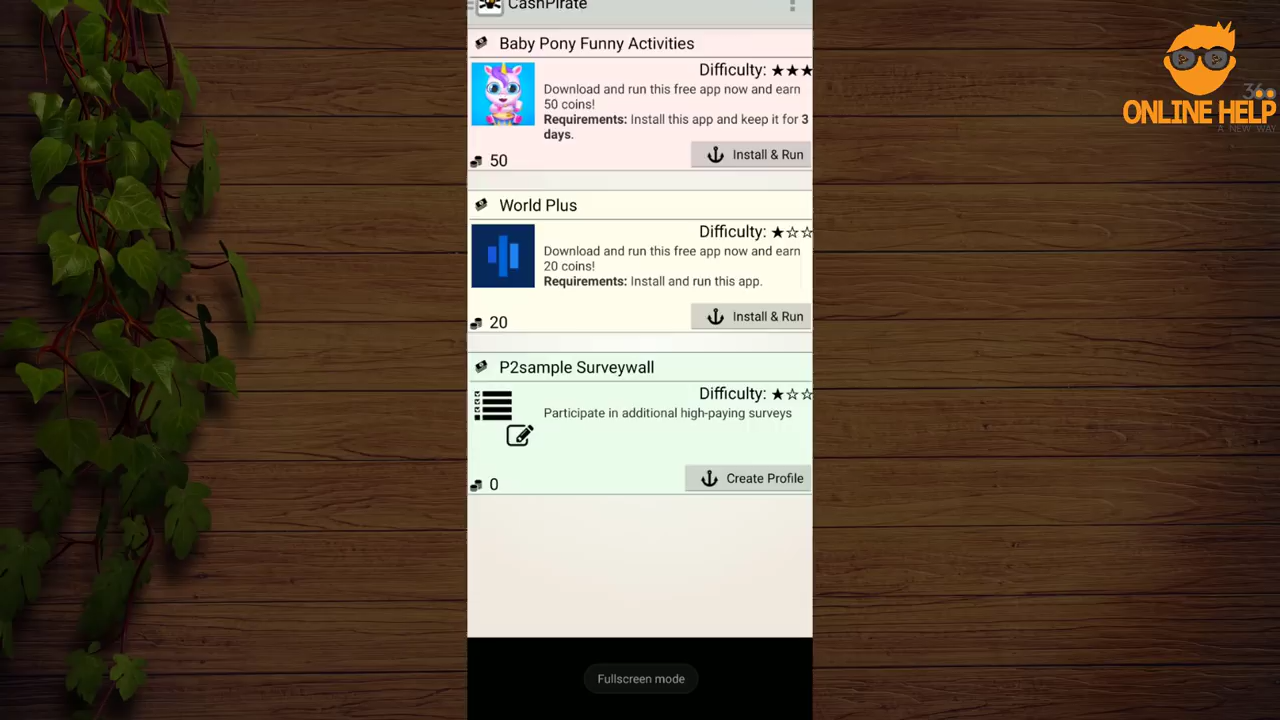 CashPirate
Baby Pony Funny Activities
Difficulty: ★★★
Download and run this free app now and earn
50 coins!
Requirements: Install this app and keep it for 3
days.
50
Install & Run
World Plus
Difficulty: ★☆☆
Download and run this free app now and earn
20 coins!
Requirements: Install and run this app.
20
Install & Run
P2sample Surveywall
Difficulty: ★☆☆
Participate in additional high-paying surveys
0
Create Profile
Fullscreen mode
360
ONLINE HELP
A NEW WAY